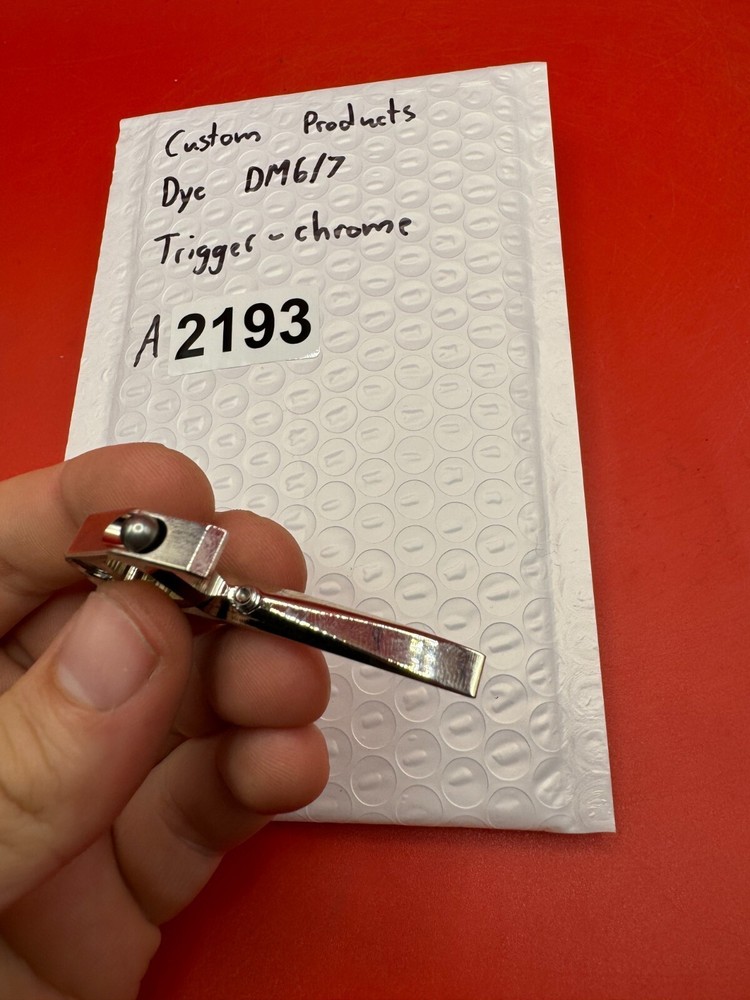 Custom Products
Dye DM6/7
Trigger - chrome
A 2193